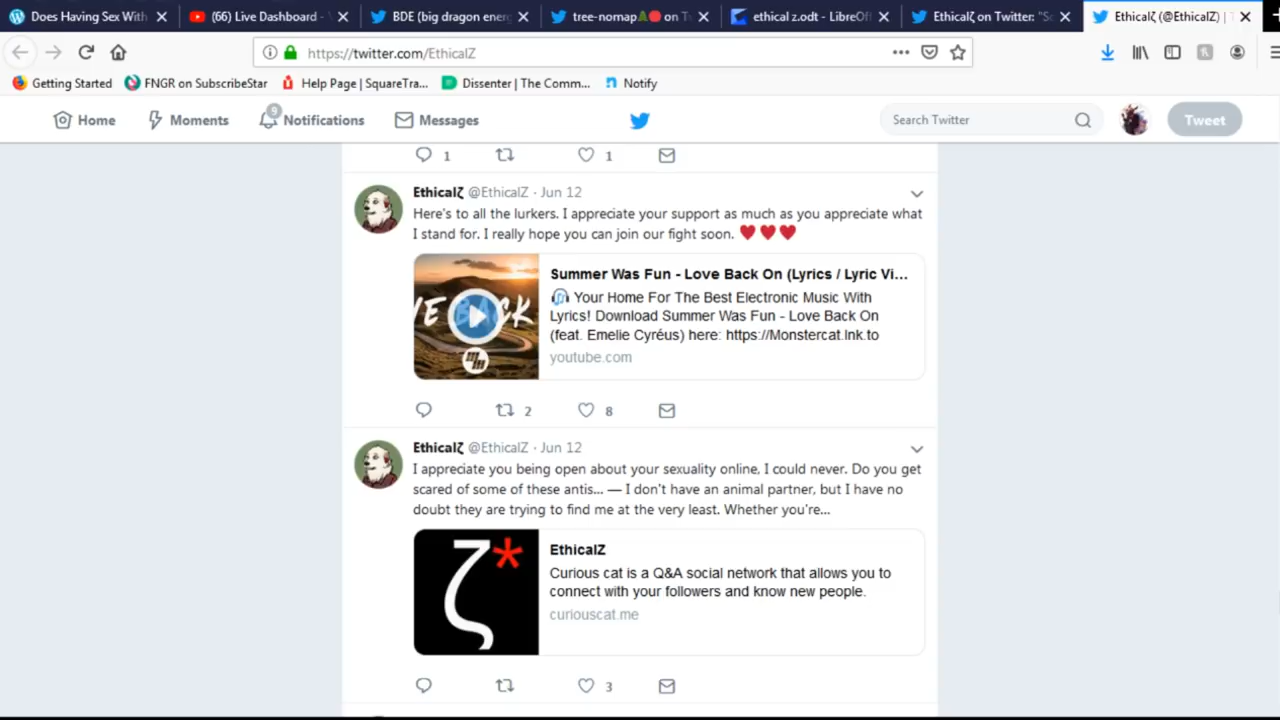 Does Having Sex With
(66) Live Dashboard -
BDE (big dragon ener
tree-nomap🌲🔴 on T
ethical z.odt - LibreOf
Ethicalζ on Twitter: "So
Ethicalζ (@EthicalZ) | T
https://twitter.com/EthicalZ
Getting Started
FNGR on SubscribeStar
Help Page | SquareTra...
Dissenter | The Comm...
Notify
Home
Moments
9
Notifications
Messages
Search Twitter
Tweet
1
1
Ethicalζ @EthicalZ · Jun 12
Here's to all the lurkers. I appreciate your support as much as you appreciate what
I stand for. I really hope you can join our fight soon. ❤❤❤
VE BACK
Summer Was Fun - Love Back On (Lyrics / Lyric Vi...
🎧 Your Home For The Best Electronic Music With
Lyrics! Download Summer Was Fun - Love Back On
(feat. Emelie Cyréus) here: https://Monstercat.lnk.to
youtube.com
2
8
Ethicalζ @EthicalZ · Jun 12
I appreciate you being open about your sexuality online, I could never. Do you get
scared of some of these antis... — I don't have an animal partner, but I have no
doubt they are trying to find me at the very least. Whether you're...
ζ*
EthicalZ
Curious cat is a Q&A social network that allows you to
connect with your followers and know new people.
curiouscat.me
3